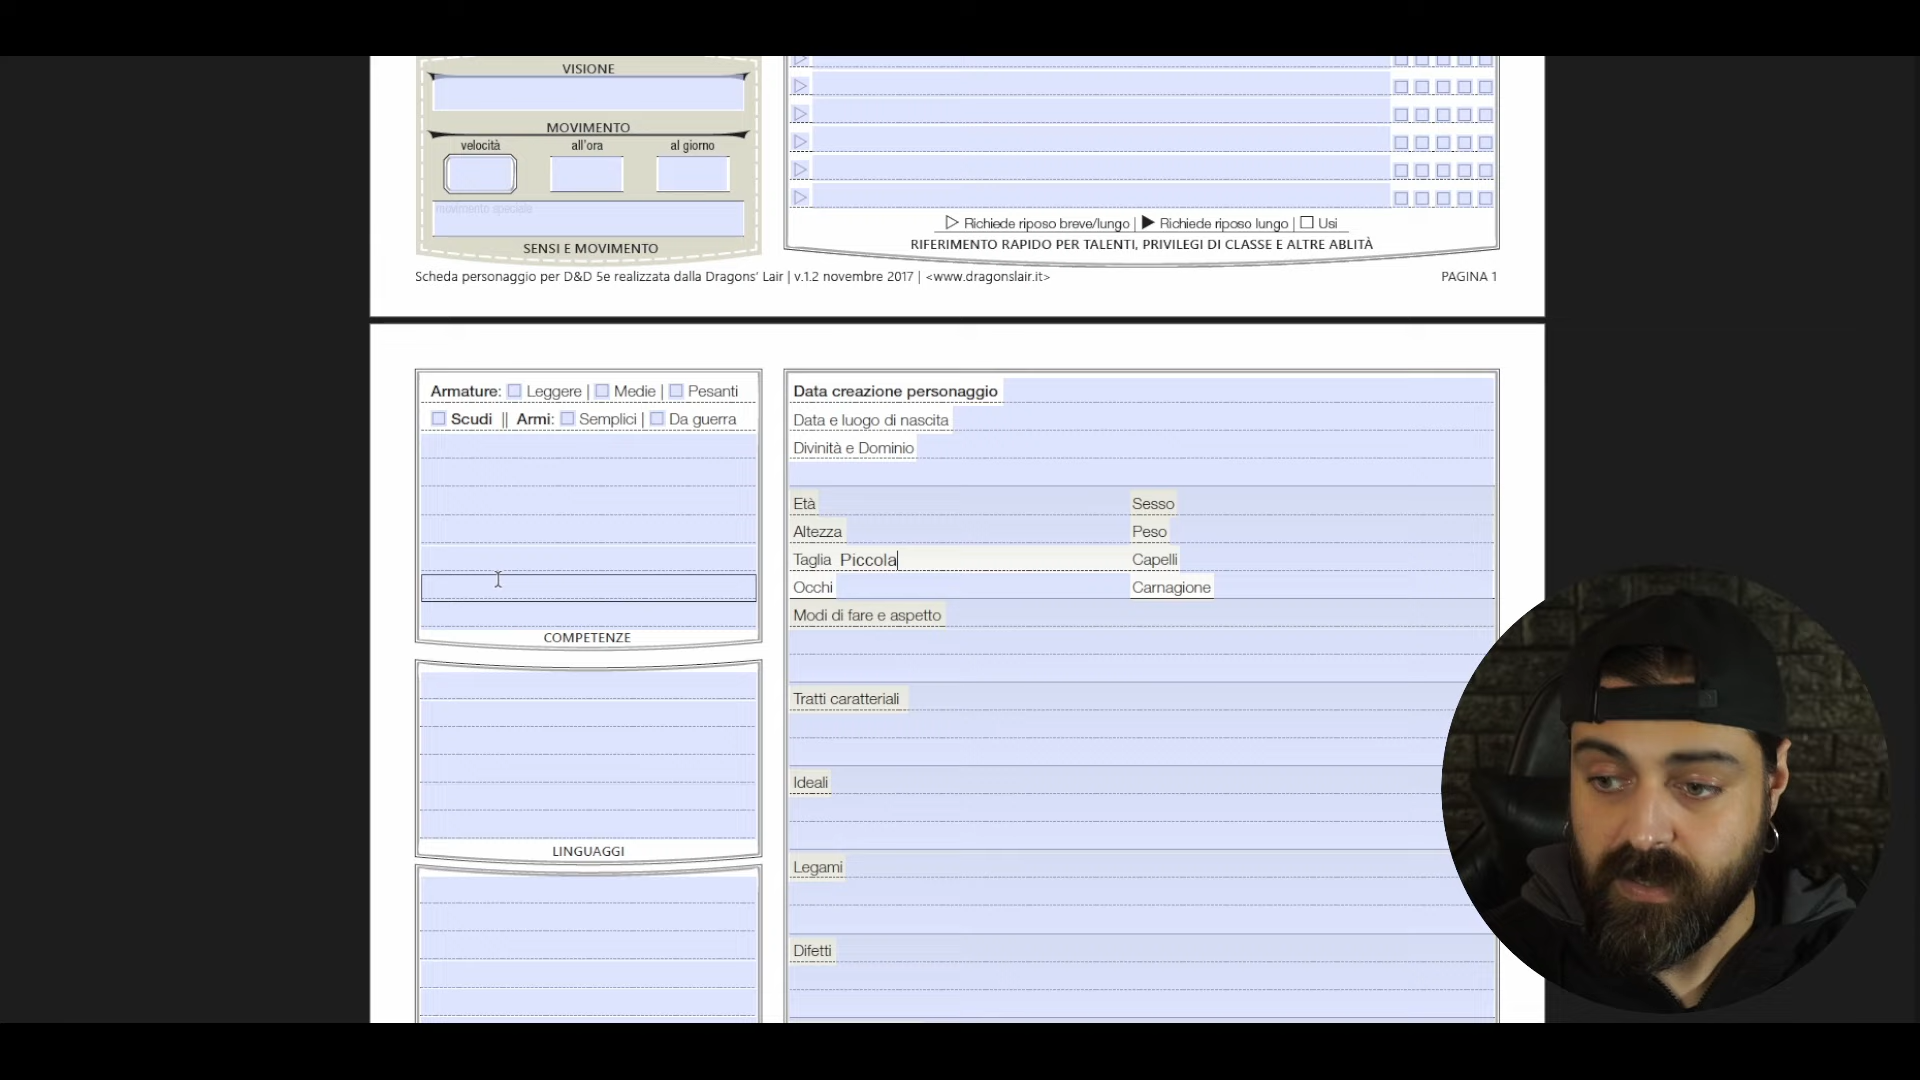 VISIONE
MOVIMENTO
velocità all'ora al giorno
movimento speciale
SENSI E MOVIMENTO
▷ Richiede riposo breve/lungo | ▶ Richiede riposo lungo | ☐ Usi
RIFERIMENTO RAPIDO PER TALENTI, PRIVILEGI DI CLASSE E ALTRE ABLITÀ
Scheda personaggio per D&D 5e realizzata dalla Dragons' Lair | v.1.2 novembre 2017 | <www.dragonslair.it> PAGINA 1
Armature: ☐ Leggere | ☐ Medie | ☐ Pesanti
☐ Scudi || Armi: ☐ Semplici | ☐ Da guerra
COMPETENZE
LINGUAGGI
Data creazione personaggio
Data e luogo di nascita
Divinità e Dominio
Età Sesso
Altezza Peso
Taglia Piccola Capelli
Occhi Carnagione
Modi di fare e aspetto
Tratti caratteriali
Ideali
Legami
Difetti